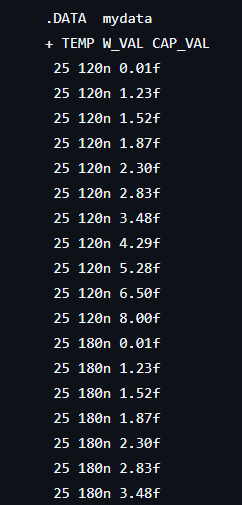 .DATA mydata
+ TEMP W_VAL CAP_VAL
25 120n 0.01f
25 120n 1.23f
25 120n 1.52f
25 120n 1.87f
25 120n 2.30f
25 120n 2.83f
25 120n 3.48f
25 120n 4.29f
25 120n 5.28f
25 120n 6.50f
25 120n 8.00f
25 180n 0.01f
25 180n 1.23f
25 180n 1.52f
25 180n 1.87f
25 180n 2.30f
25 180n 2.83f
25 180n 3.48f